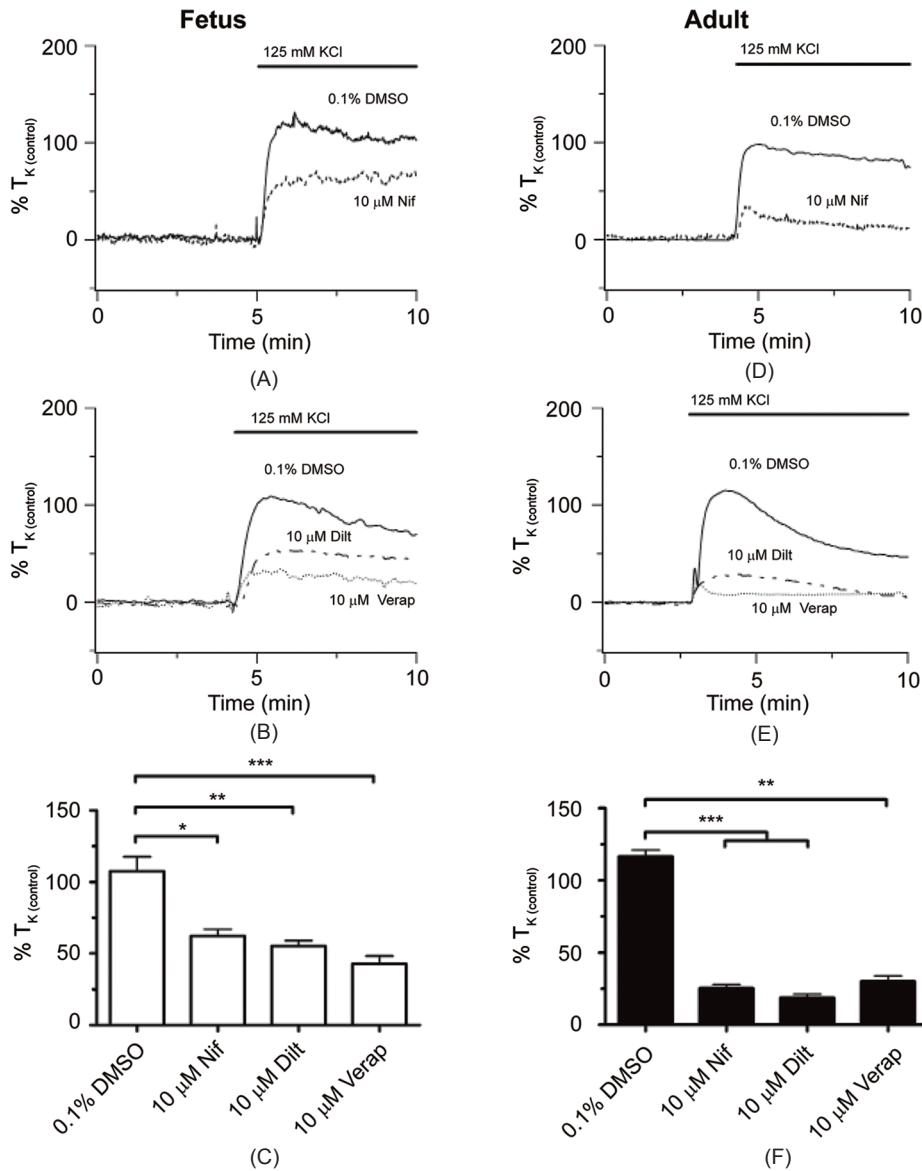 Fetus
Adult
200
100
0
% T K (control)
125 mM KCl
0.1% DMSO
10 μM Nif
0
5
10
Time (min)
(A)
200
100
0
% T K (control)
125 mM KCl
0.1% DMSO
10 μM Nif
0
5
10
Time (min)
(D)
200
100
0
% T K (control)
125 mM KCl
0.1% DMSO
10 μM Dilt
10 μM Verap
0
5
10
Time (min)
(B)
200
100
0
% T K (control)
125 mM KCl
0.1% DMSO
10 μM Dilt
10 μM Verap
0
5
10
Time (min)
(E)
***
**
*
150
100
50
0
% T K (control)
0.1% DMSO
10 μM Nif
10 μM Dilt
10 μM Verap
(C)
**
***
150
100
50
0
% T K (control)
0.1% DMSO
10 μM Nif
10 μM Dilt
10 μM Verap
(F)